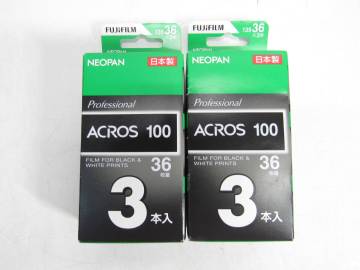 FUJIFILM
135 36
NEOPAN
日本製
Professional
ACROS 100
FILM FOR BLACK &
WHITE PRINTS
36
枚撮
3本入
FUJIFILM
135 36
NEOPAN
日本製
Professional
ACROS 100
FILM FOR BLACK &
WHITE PRINTS
36
枚撮
3本入